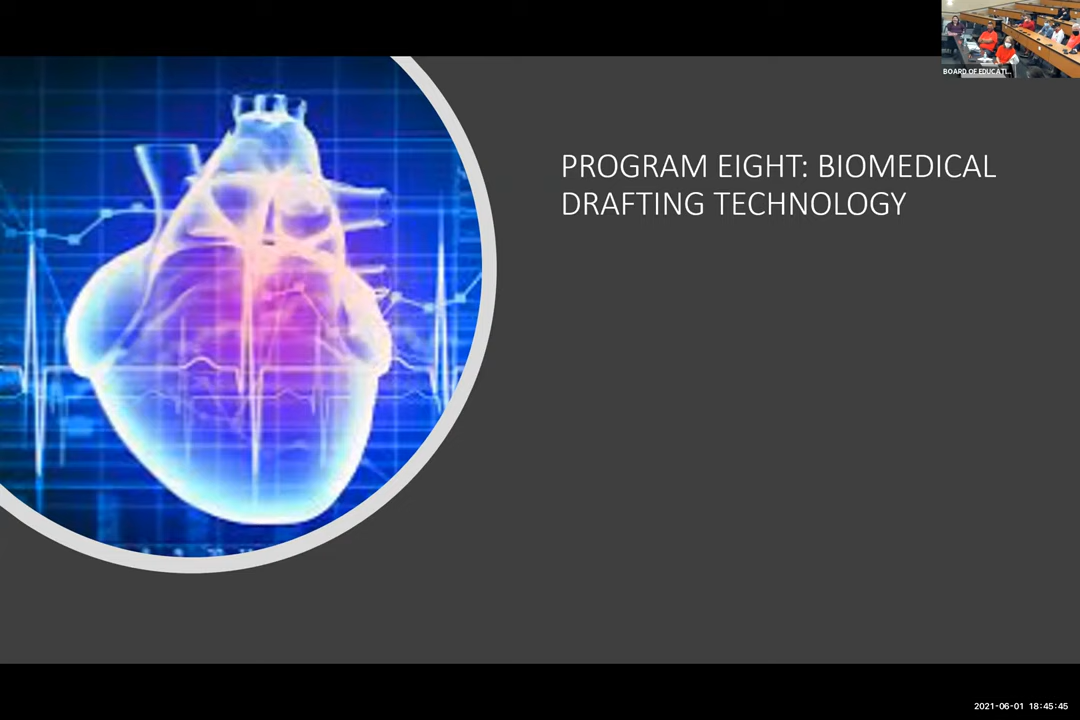 BOARD OF EDUCATI...
PROGRAM EIGHT: BIOMEDICAL
DRAFTING TECHNOLOGY
2021-06-01 18:45:45